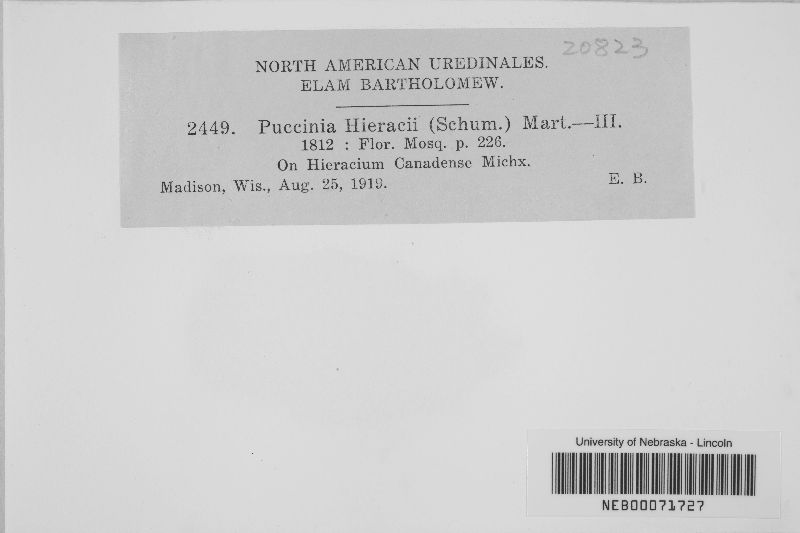 20823
NORTH AMERICAN UREDINALES.
ELAM BARTHOLOMEW.
2449. Puccinia Hieracii (Schum.) Mart.—III.
1812 : Flor. Mosq. p. 226.
On Hieracium Canadense Michx.
Madison, Wis., Aug. 25, 1919. E. B.
University of Nebraska - Lincoln
NEB00071727